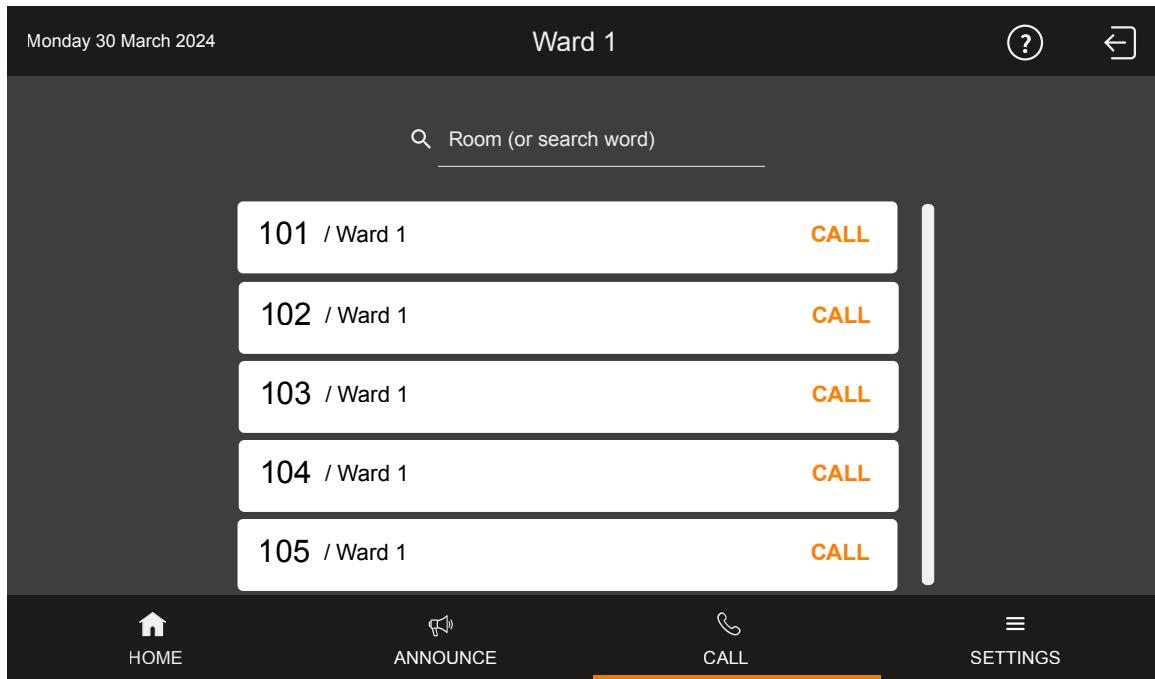 Monday 30 March 2024
Ward 1
?
Room (or search word)
101 / Ward 1 CALL
102 / Ward 1 CALL
103 / Ward 1 CALL
104 / Ward 1 CALL
105 / Ward 1 CALL
HOME ANNOUNCE CALL SETTINGS